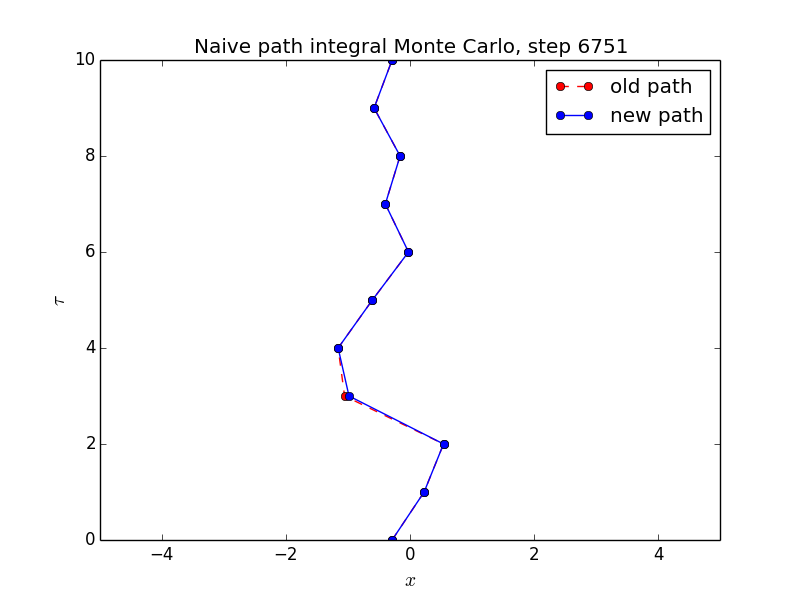 Naive path integral Monte Carlo, step 6751
old path
new path
10
8
6
4
2
0
τ
−4 −2 0 2 4
x